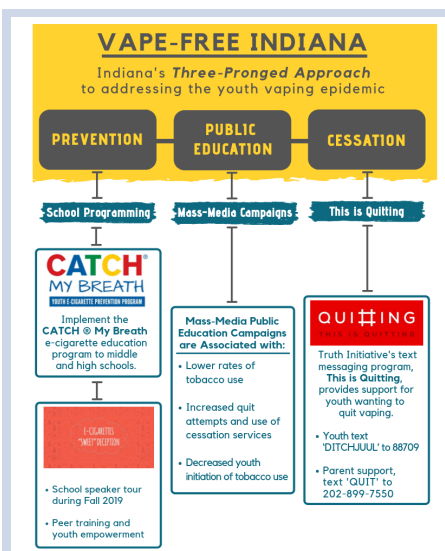 VAPE-FREE INDIANA
Indiana's Three-Pronged Approach
to addressing the youth vaping epidemic
PREVENTION
PUBLIC
EDUCATION
CESSATION
School Programming
Mass-Media Campaigns
This is Quitting
CATCH®
MY BREATH
YOUTH E-CIGARETTE PREVENTION PROGRAM
Implement the
CATCH ® My Breath
e-cigarette education
program to middle
and high schools.
E-CIGARETTES
"SWEET" DECEPTION
• School speaker tour
during Fall 2019
• Peer training and
youth empowerment
Mass-Media Public
Education Campaigns
are Associated with:
• Lower rates of
tobacco use
• Increased quit
attempts and use of
cessation services
• Decreased youth
initiation of tobacco use
QUITTING
THIS IS QUITTING
Truth Initiative's text
messaging program,
This is Quitting,
provides support for
youth wanting to
quit vaping.
• Youth text
'DITCHJUUL' to 88709
• Parent support,
text 'QUIT' to
202-899-7550